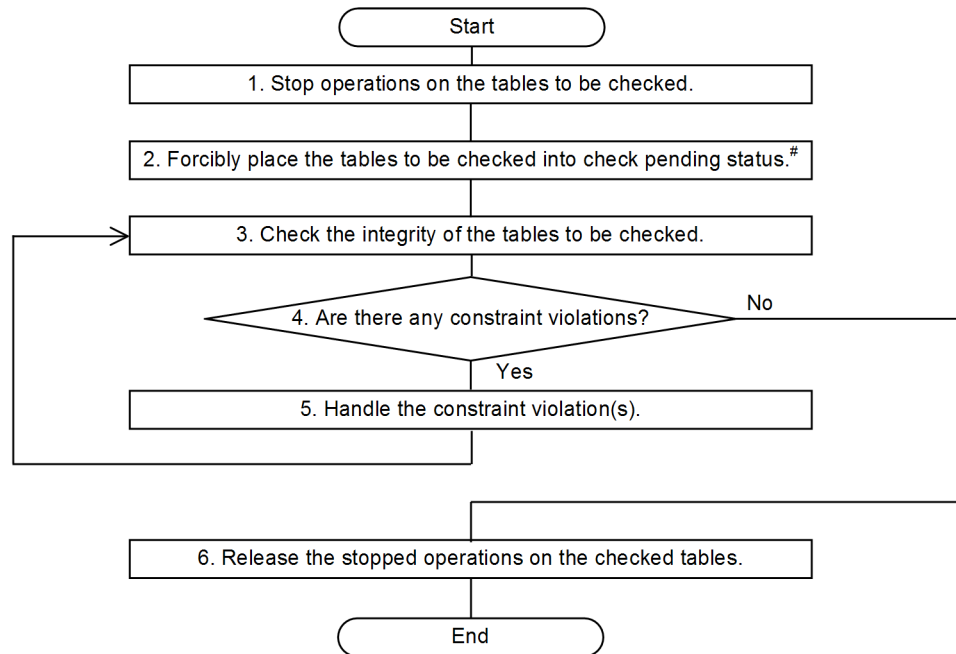 Start
1. Stop operations on the tables to be checked.
2. Forcibly place the tables to be checked into check pending status.#
3. Check the integrity of the tables to be checked.
4. Are there any constraint violations?
No
Yes
5. Handle the constraint violation(s).
6. Release the stopped operations on the checked tables.
End